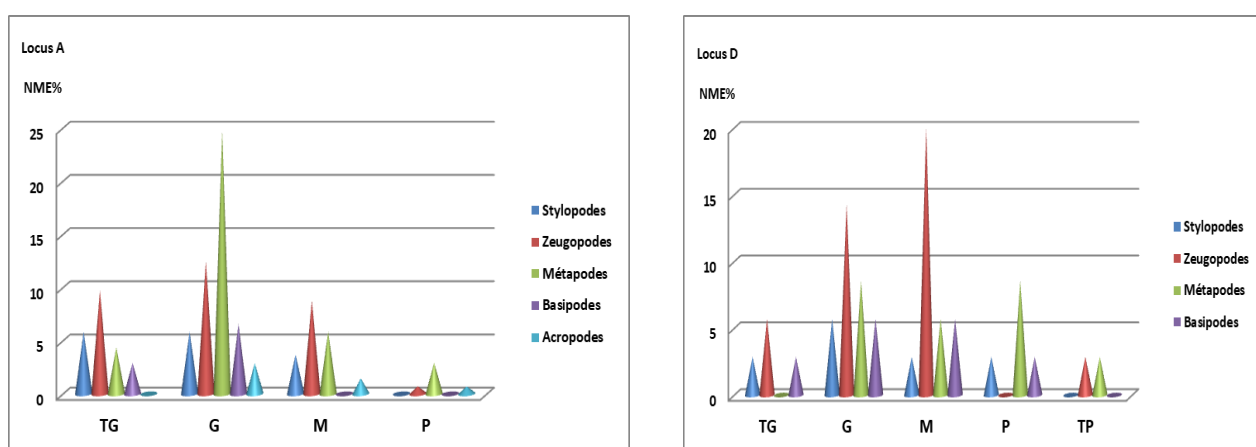 Locus A
NME%
25
20
15
10
5
0
TG G M P
Stylopodes
Zeugopodes
Métapodes
Basipodes
Acropodes
Locus D
NME%
20
15
10
5
0
TG G M P TP
Stylopodes
Zeugopodes
Métapodes
Basipodes